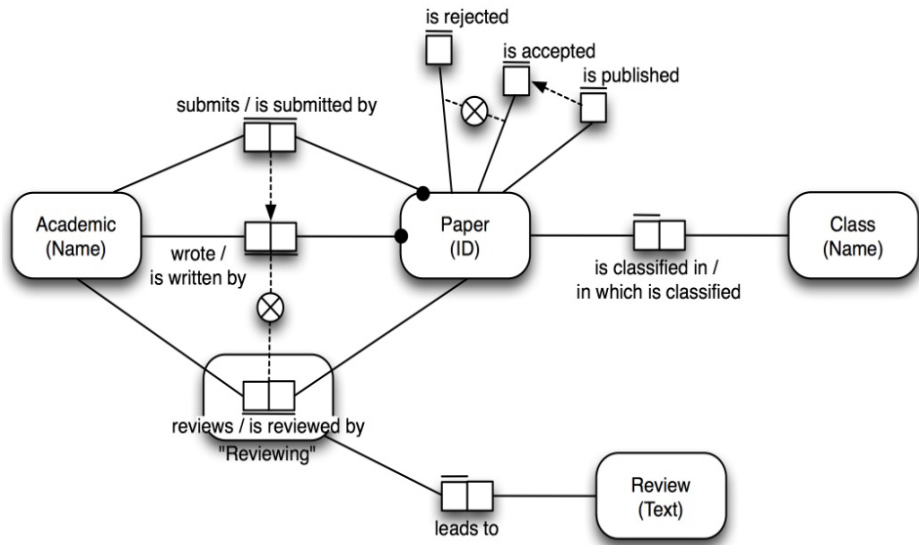 is rejected
is accepted
is published
submits / is submitted by
Academic
(Name)
Paper
(ID)
Class
(Name)
wrote /
is written by
is classified in /
in which is classified
reviews / is reviewed by
"Reviewing"
Review
(Text)
leads to